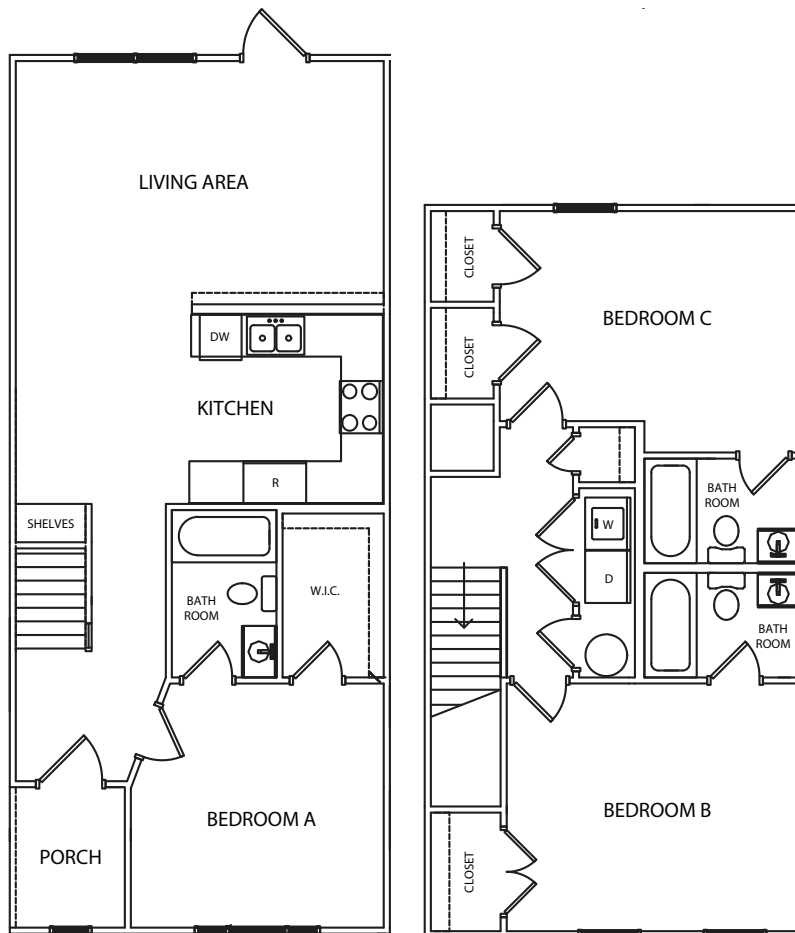 LIVING AREA
DW
KITCHEN
R
SHELVES
BATH
ROOM
W.I.C.
BEDROOM A
PORCH
CLOSET
BEDROOM C
CLOSET
BATH
ROOM
W
D
BATH
ROOM
BEDROOM B
CLOSET